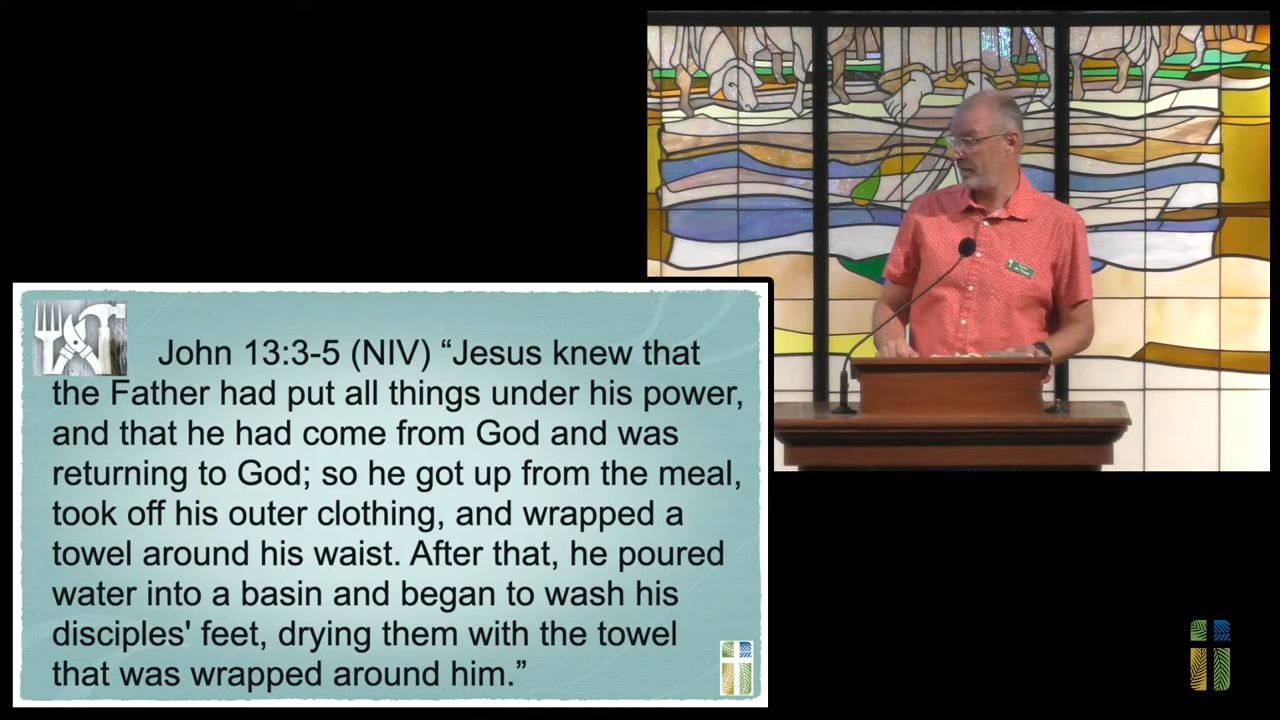 John 13:3-5 (NIV) “Jesus knew that
the Father had put all things under his power,
and that he had come from God and was
returning to God; so he got up from the meal,
took off his outer clothing, and wrapped a
towel around his waist. After that, he poured
water into a basin and began to wash his
disciples' feet, drying them with the towel
that was wrapped around him.”